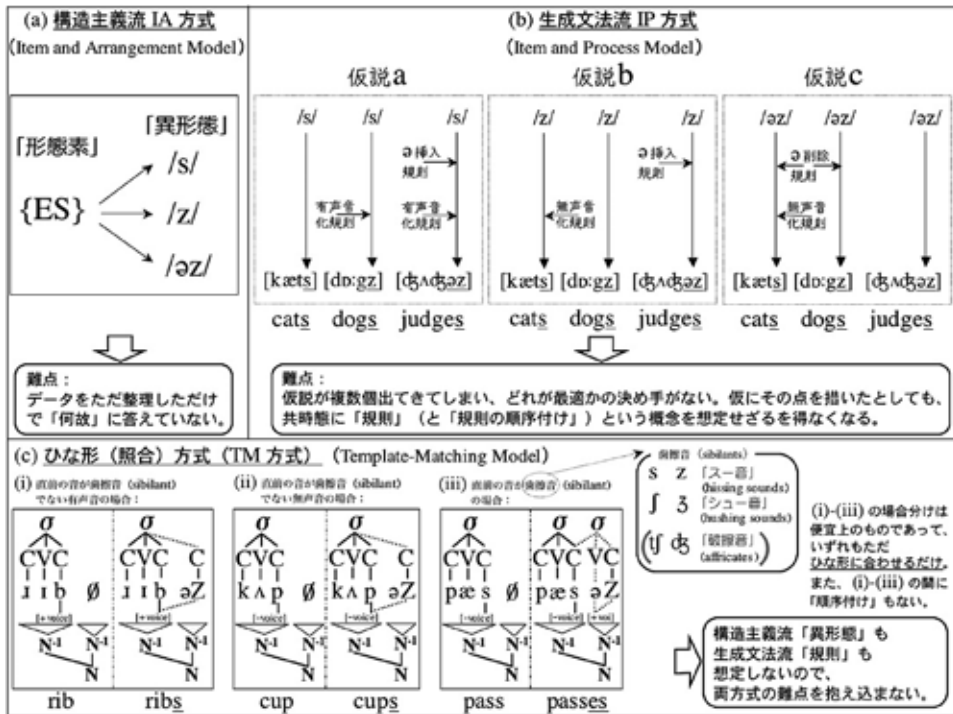 (a) 構造主義流 IA 方式
(Item and Arrangement Model)
「形態素」
「異形態」
{ES}
/s/
/z/
/əz/
難点：
データをただ整理しただけ
で「何故」に答えていない。
(b) 生成文法流 IP 方式
(Item and Process Model)
仮説a
/s/ /s/ /s/
ə 挿入
規則
有声音
化規則
有声音
化規則
[kæts] [dɒ:gz] [ʤʌʤəz]
cats dogs judges
仮説b
/z/ /z/ /z/
ə 挿入
規則
無声音
化規則
[kæts] [dɒ:gz] [ʤʌʤəz]
cats dogs judges
仮説c
/əz/ /əz/ /əz/
ə 削除
規則
無声音
化規則
[kæts] [dɒ:gz] [ʤʌʤəz]
cats dogs judges
難点：
仮説が複数個出てきてしまい、どれが最適かの決め手がない。仮にその点を措いたとしても、
共時態に「規則」（と「規則の順序付け」）という概念を想定せざるを得なくなる。
(c) ひな形（照合）方式（TM 方式）（Template-Matching Model）
(i) 直前の音が歯擦音 (sibilant)
でない有声音の場合：
σ σ
CVC CVC C
ɹ ɪ b ø ɹ ɪ b əZ
[+voice] [+voice]
N⁻¹ N⁻¹ N⁻¹ N⁻¹
N N
rib ribs
(ii) 直前の音が歯擦音 (sibilant)
でない無声音の場合：
σ σ
CVC CVC C
k ʌ p ø k ʌ p əZ
[−voice] [−voice]
N⁻¹ N⁻¹ N⁻¹ N⁻¹
N N
cup cups
(iii) 直前の音が歯擦音 (sibilant)
の場合：
σ σ
CVC CVC VC
p æ s ø p æ s ə Z
[−voice] [−voice] [+voi]
N⁻¹ N⁻¹ N⁻¹ N⁻¹
N N
pass passes
歯擦音 (sibilants)
s z 「スー音」
(hissing sounds)
ʃ ʒ 「シュー音」
(hushing sounds)
(ʧ ʤ 「破擦音」
(affricates))
(i)-(iii) の場合分けは
便宜上のものであって、
いずれもただ
ひな形に合わせるだけ。
また、(i)-(iii) の間に
「順序付け」もない。
構造主義流「異形態」も
生成文法流「規則」も
想定しないので、
両方式の難点を抱え込まない。